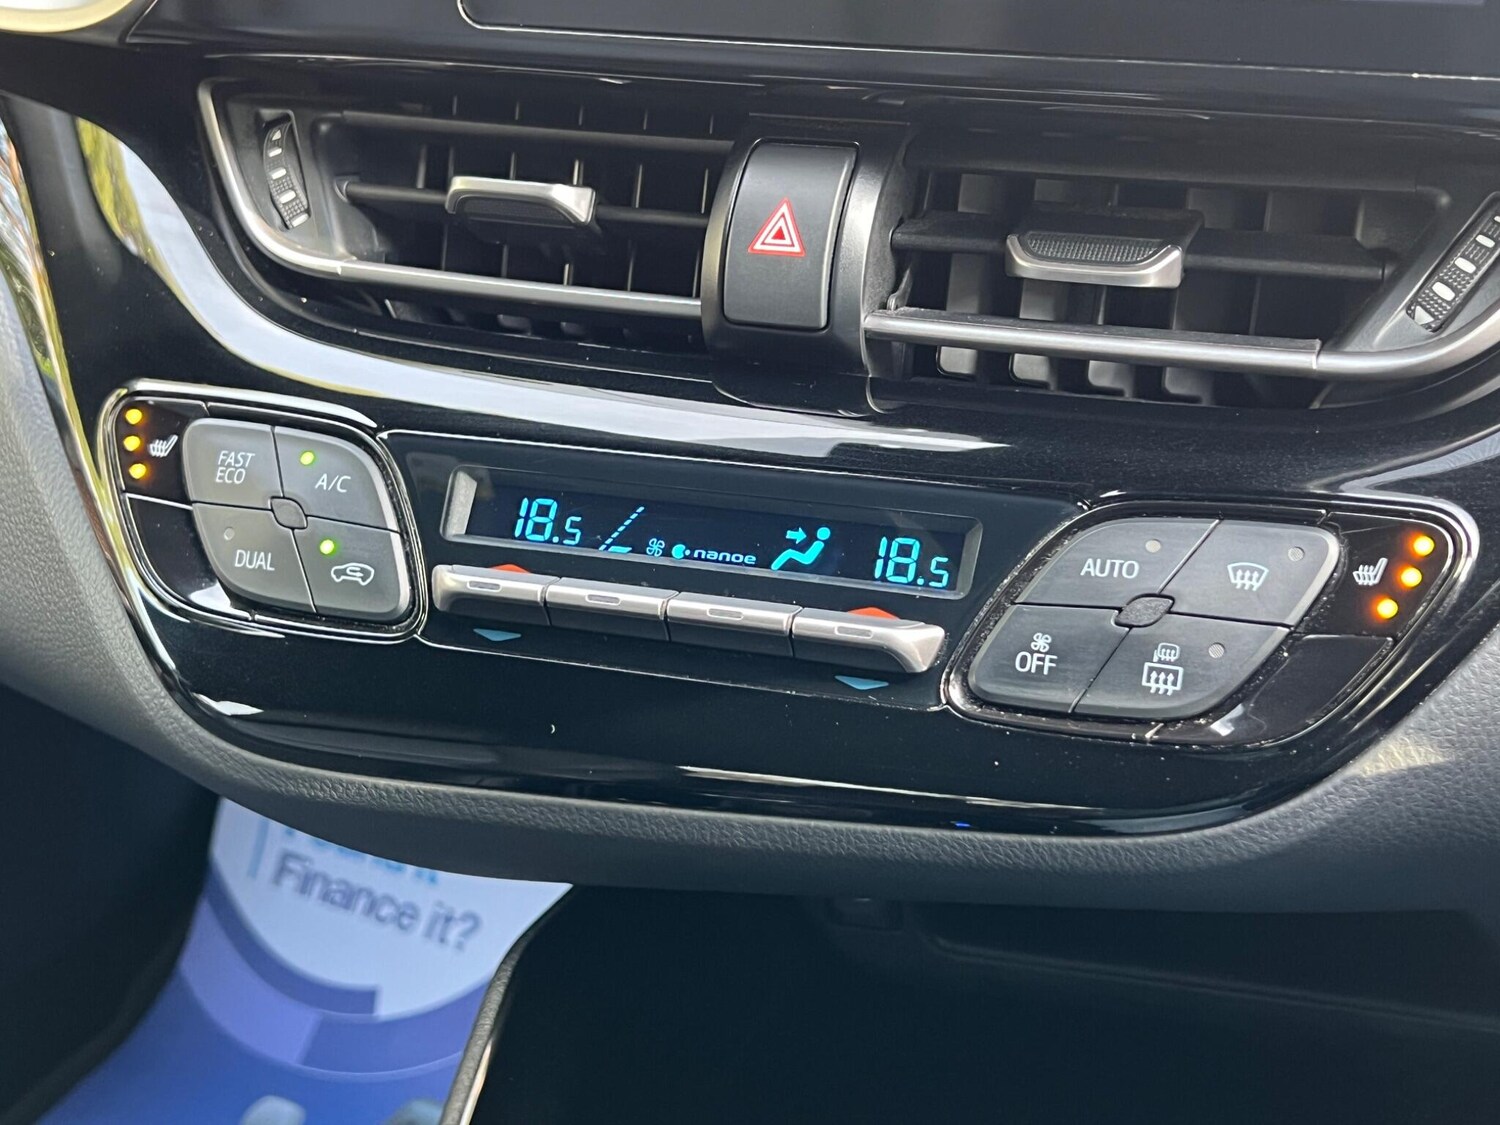 FAST
ECO
A/C
DUAL
18.5
nanoe
18.5
AUTO
OFF
Finance it?